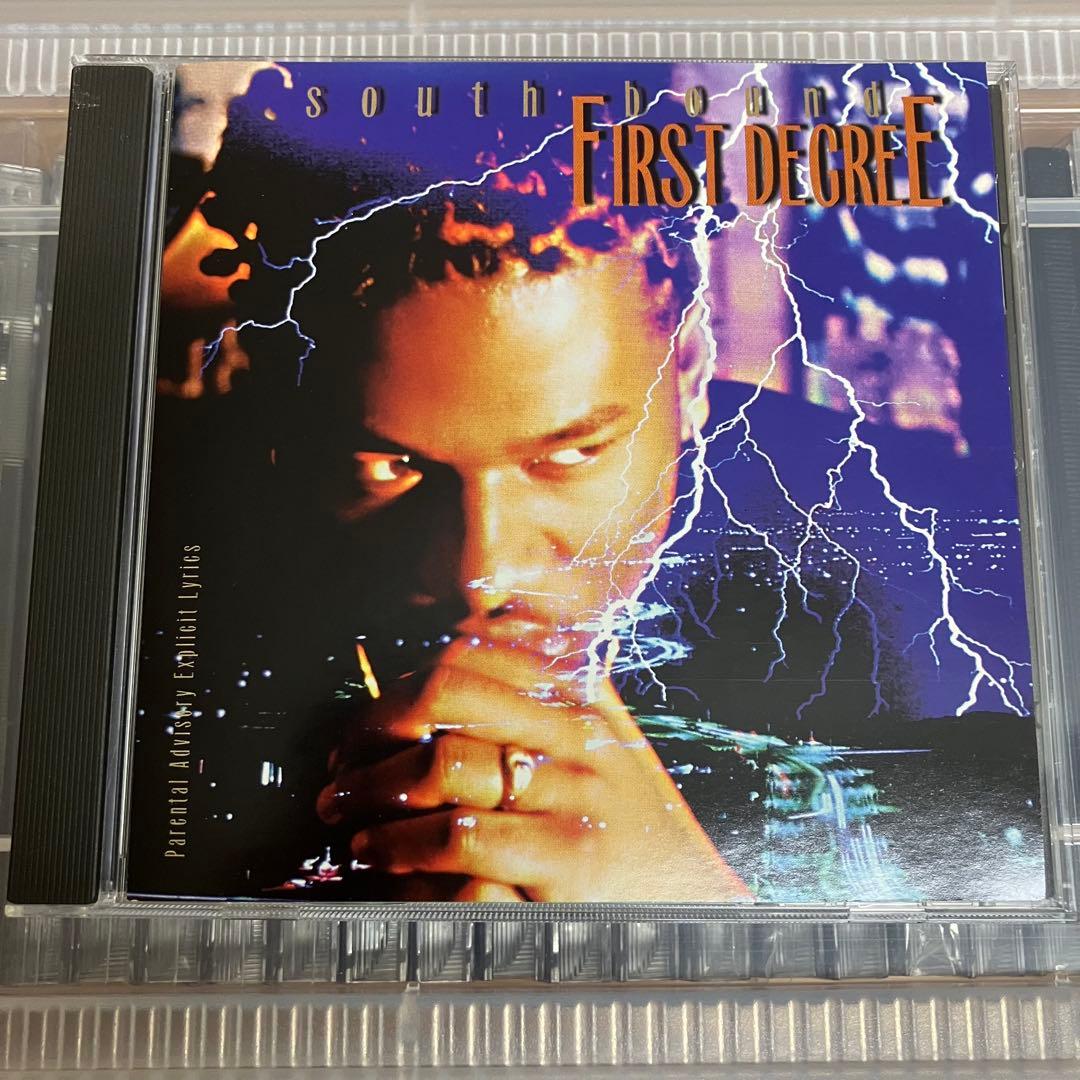 south bound
FIRST DEGREE
Parental Advisory Explicit Lyrics